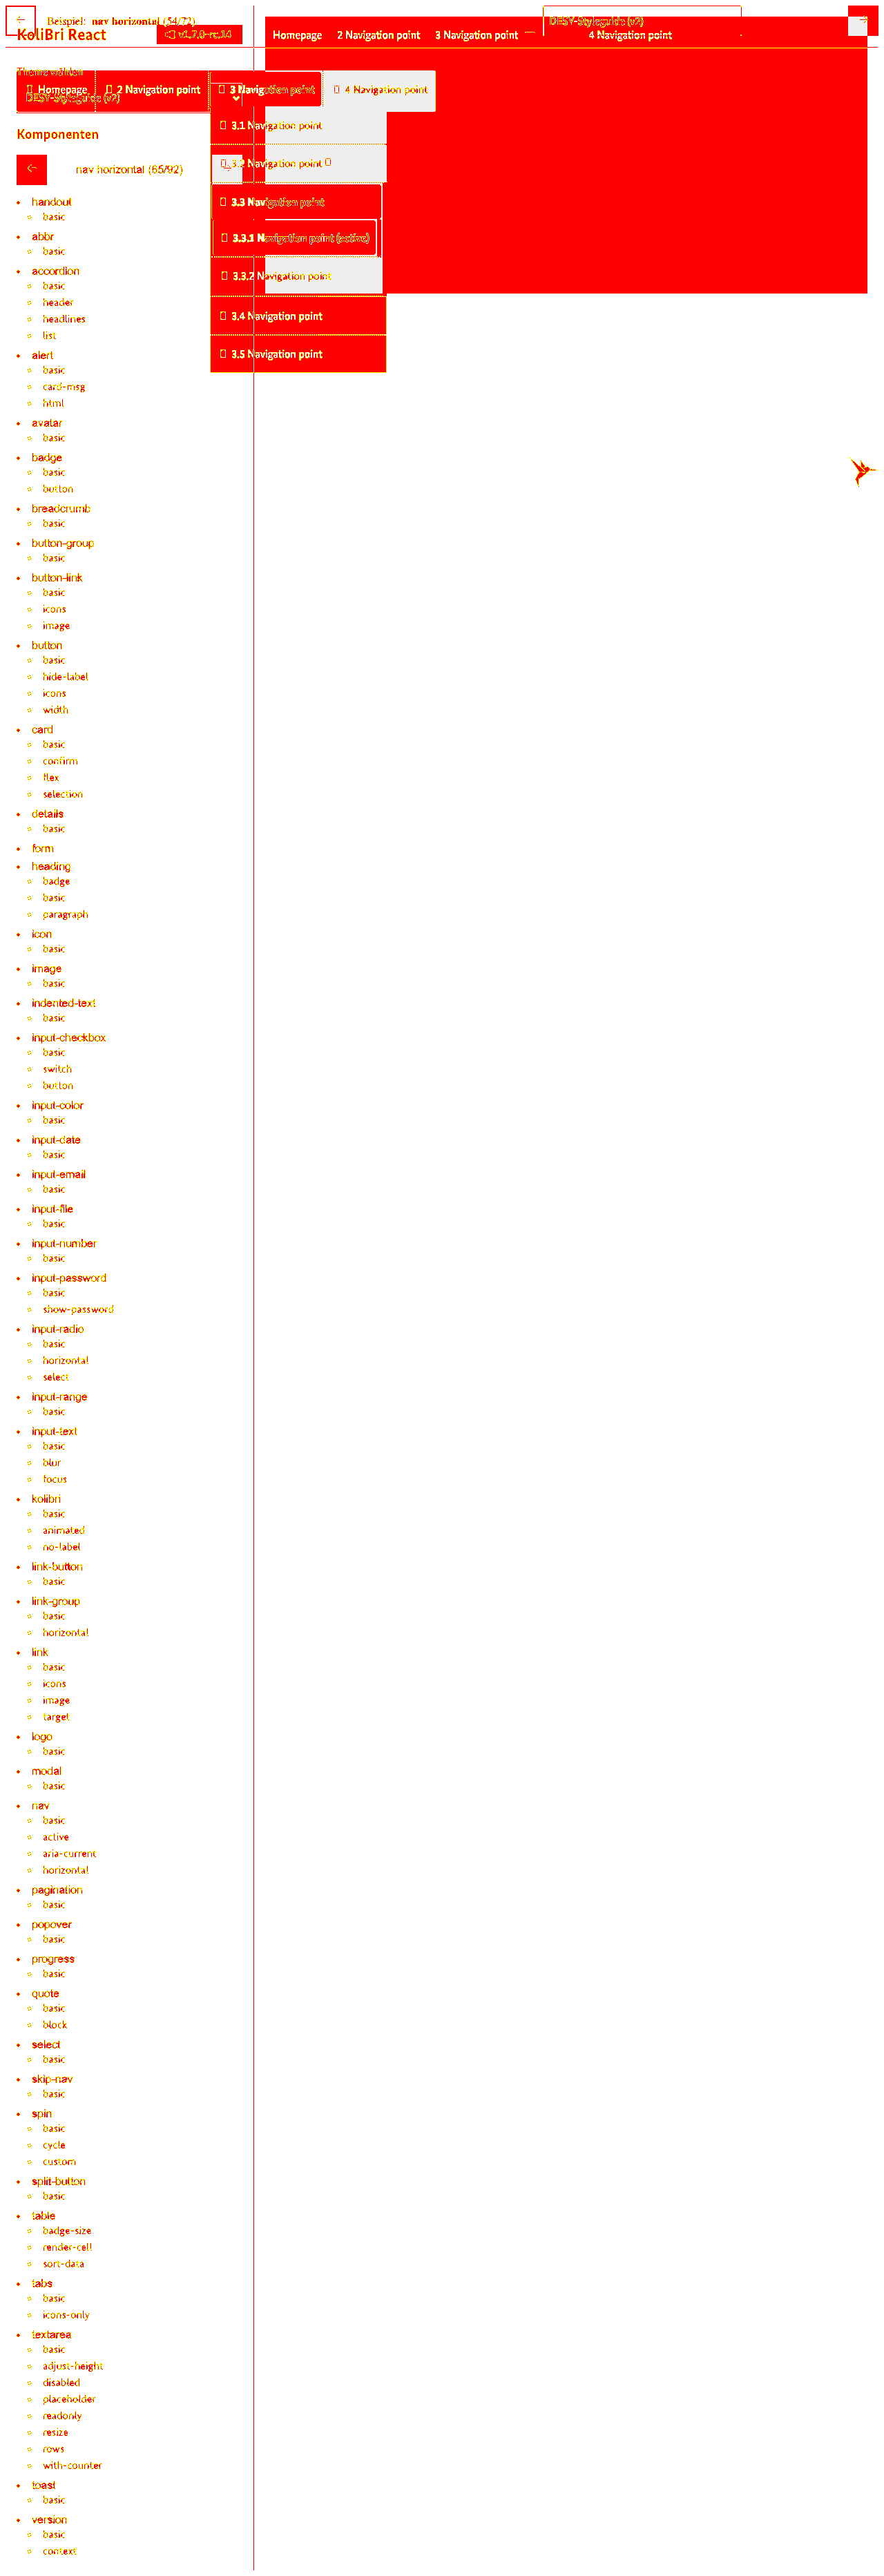 Beispiel: nav horizontal (54/72)
DESY-Styleguide (v2)
KoliBri React
v1.7.0-rc.14
Homepage 2 Navigation point 3 Navigation point 4 Navigation point
Theme wählen
Homepage 2 Navigation point 3 Navigation point 4 Navigation point
DESY-Styleguide (v2)
3.1 Navigation point
Komponenten
3.2 Navigation point
nav horizontal (65/92)
3.3 Navigation point
3.3.1 Navigation point (active)
3.3.2 Navigation point
3.4 Navigation point
3.5 Navigation point
handout
basic
abbr
basic
accordion
basic
header
headlines
list
alert
basic
card-msg
html
avatar
basic
badge
basic
button
breadcrumb
basic
button-group
basic
button-link
basic
icons
image
button
basic
hide-label
icons
width
card
basic
confirm
flex
selection
details
basic
form
heading
badge
basic
paragraph
icon
basic
image
basic
indented-text
basic
input-checkbox
basic
switch
button
input-color
basic
input-date
basic
input-email
basic
input-file
basic
input-number
basic
input-password
basic
show-password
input-radio
basic
horizontal
select
input-range
basic
input-text
basic
blur
focus
kolibri
basic
animated
no-label
link-button
basic
link-group
basic
horizontal
link
basic
icons
image
target
logo
basic
modal
basic
nav
basic
active
aria-current
horizontal
pagination
basic
popover
basic
progress
basic
quote
basic
block
select
basic
skip-nav
basic
spin
basic
cycle
custom
split-button
basic
table
badge-size
render-cell
sort-data
tabs
basic
icons-only
textarea
basic
adjust-height
disabled
placeholder
readonly
resize
rows
with-counter
toast
basic
version
basic
context